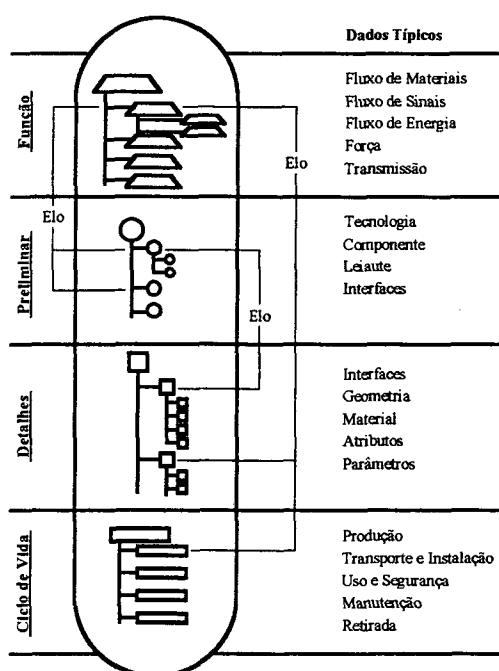 Dados Típicos
Função
Fluxo de Materiais
Fluxo de Sinais
Fluxo de Energia
Força
Transmissão
Elo
Elo
Preliminar
Tecnologia
Componente
Leiaute
Interfaces
Elo
Detalhes
Interfaces
Geometria
Material
Atributos
Parâmetros
Ciclo de Vida
Produção
Transporte e Instalação
Uso e Segurança
Manutenção
Retirada